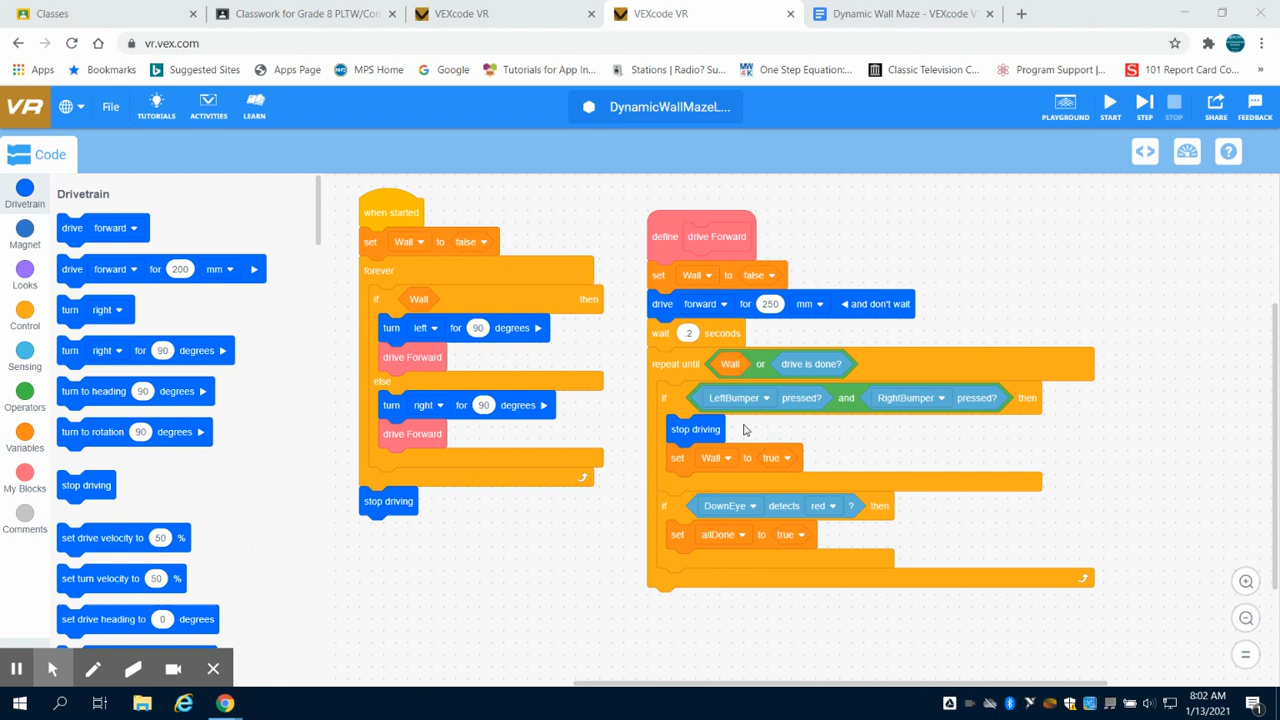 Classes
Classwork for Grade 8 PLTW/Con
VEXcode VR
VEXcode VR
Dynamic Wall Maze - VEXcode V
vr.vex.com
Apps
Bookmarks
Suggested Sites
Apps Page
MPS Home
Google
Tutorials for App In...
Stations | Radio? Su...
One Step Equation:...
Classic Television C...
Program Support |...
101 Report Card Co...
VR
File
TUTORIALS
ACTIVITIES
LEARN
DynamicWallMazeL...
PLAYGROUND
START
STEP
STOP
SHARE
FEEDBACK
Code
Drivetrain
Magnet
Looks
Control
Sensing
Operators
Variables
My Blocks
Comments
Drivetrain
drive forward
drive forward for 200 mm
turn right
turn right for 90 degrees
turn to heading 90 degrees
turn to rotation 90 degrees
stop driving
set drive velocity to 50 %
set turn velocity to 50 %
set drive heading to 0 degrees
when started
set Wall to false
forever
if Wall then
turn left for 90 degrees
drive Forward
else
turn right for 90 degrees
drive Forward
stop driving
define drive Forward
set Wall to false
drive forward for 250 mm and don't wait
wait .2 seconds
repeat until Wall or drive is done?
if LeftBumper pressed? and RightBumper pressed? then
stop driving
set Wall to true
if DownEye detects red ? then
set allDone to true
8:02 AM
1/13/2021